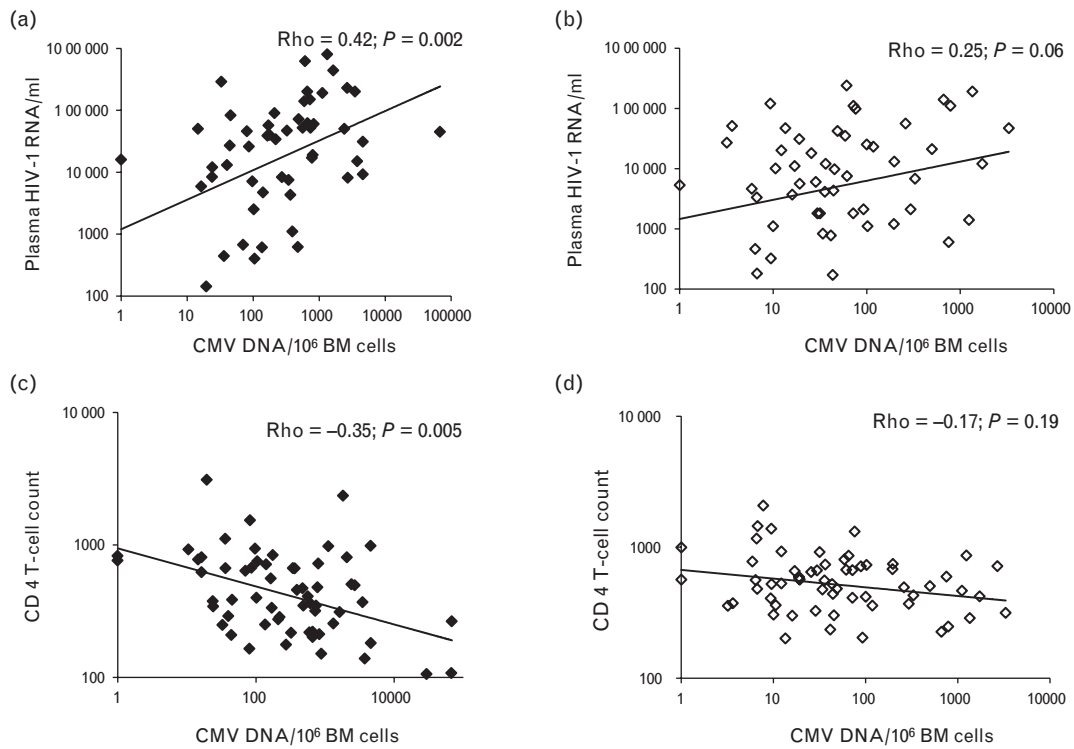 (a)
Rho = 0.42; P = 0.002
10 00 000
100 000
10 000
1000
100
Plasma HIV-1 RNA/ml
1 10 100 1000 10000 100000
CMV DNA/10⁶ BM cells
(b)
Rho = 0.25; P = 0.06
10 00 000
1 00 000
10 000
1000
100
Plasma HIV-1 RNA/ml
1 10 100 1000 10000
CMV DNA/10⁶ BM cells
(c)
Rho = –0.35; P = 0.005
10 000
1000
100
CD 4 T-cell count
1 100 10000
CMV DNA/10⁶ BM cells
(d)
Rho = –0.17; P = 0.19
10 000
1000
100
CD 4 T-cell count
1 10 100 1000 10000
CMV DNA/10⁶ BM cells